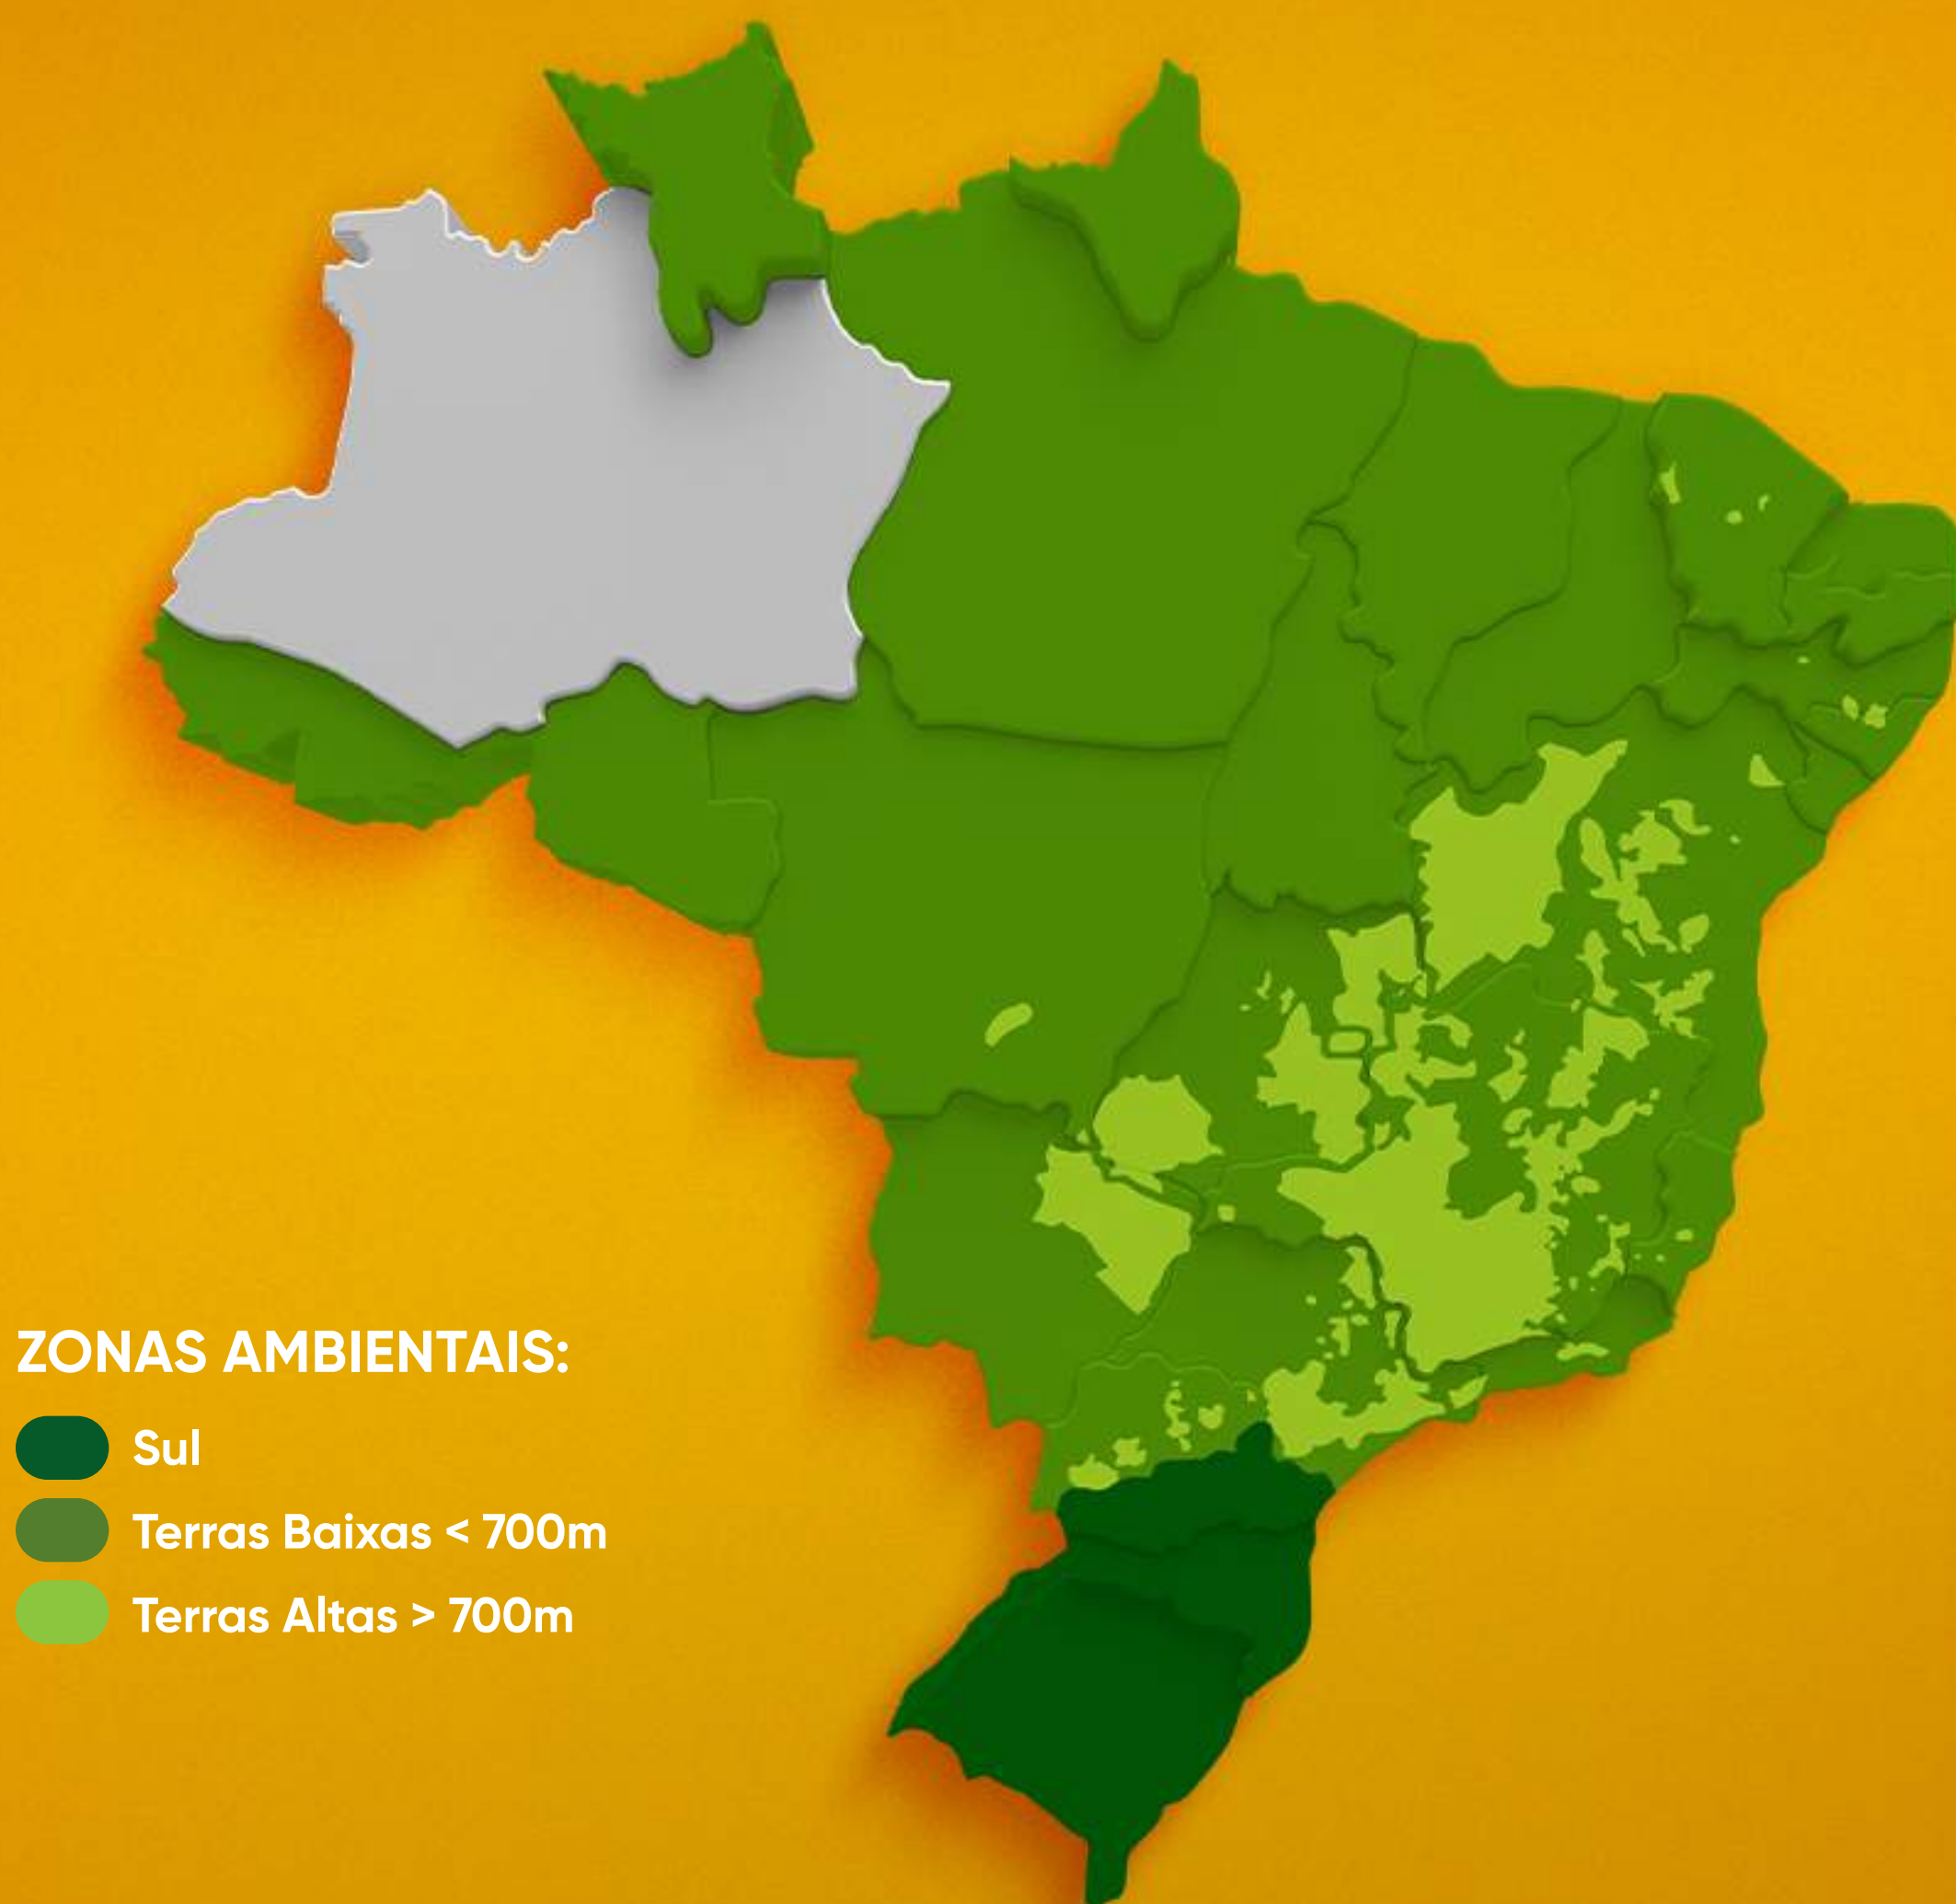 ZONAS AMBIENTAIS:
Sul
Terras Baixas < 700m
Terras Altas > 700m